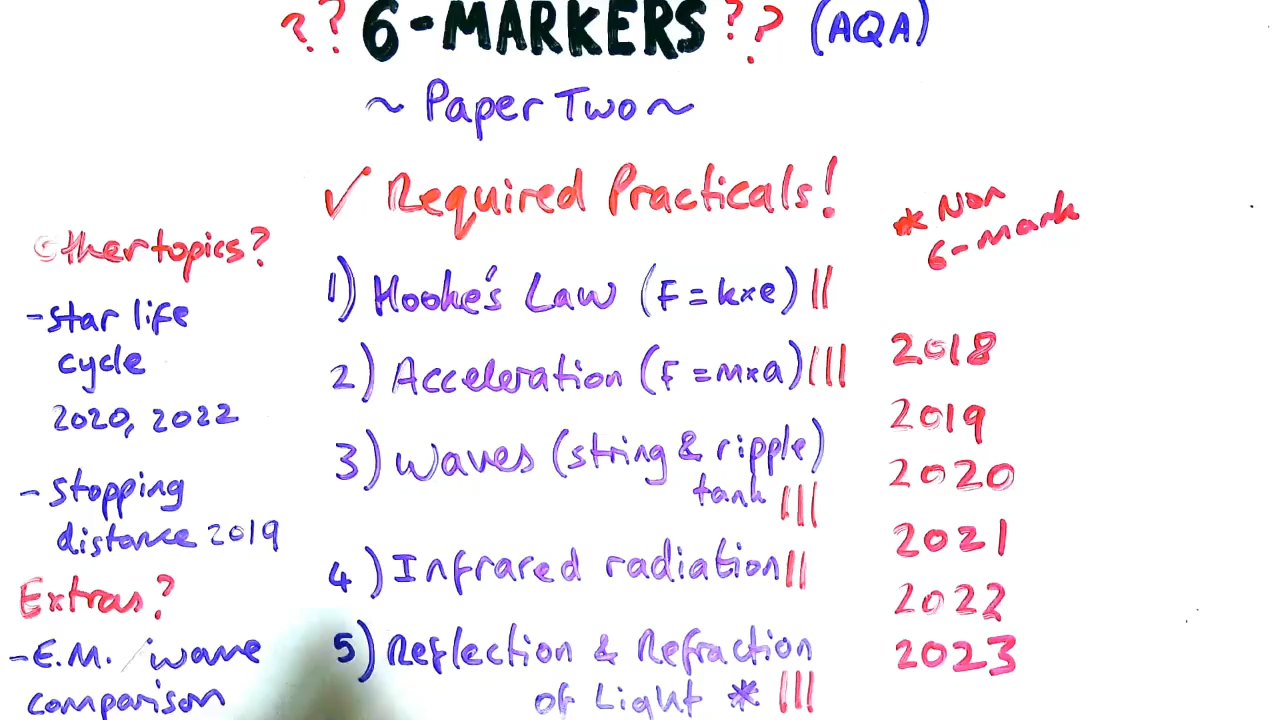 ?? 6-MARKERS ?? (AQA)
~ Paper Two ~
✓ Required Practicals!
1) Hooke's Law (F = k×e) ||
2) Acceleration (F = m×a) |||
3) Waves (string & ripple)
tank |||
4) Infrared radiation ||
5) Reflection & Refraction
of Light * |||
Other topics?
- Star life
cycle
2020, 2022
- Stopping
distance 2019
Extras?
- E.M. / wave
comparison
* Non
6-mark
2018
2019
2020
2021
2022
2023